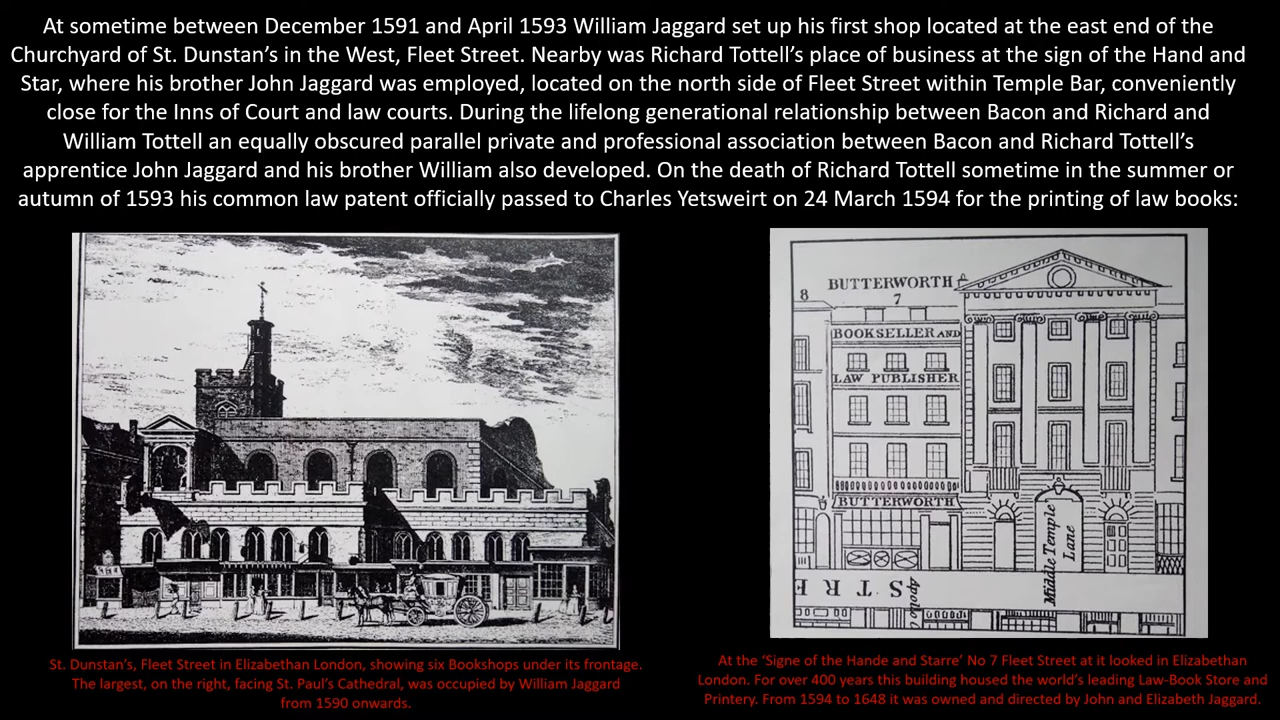 At sometime between December 1591 and April 1593 William Jaggard set up his first shop located at the east end of the
Churchyard of St. Dunstan's in the West, Fleet Street. Nearby was Richard Tottell's place of business at the sign of the Hand and
Star, where his brother John Jaggard was employed, located on the north side of Fleet Street within Temple Bar, conveniently
close for the Inns of Court and law courts. During the lifelong generational relationship between Bacon and Richard and
William Tottell an equally obscured parallel private and professional association between Bacon and Richard Tottell's
apprentice John Jaggard and his brother William also developed. On the death of Richard Tottell sometime in the summer or
autumn of 1593 his common law patent officially passed to Charles Yetsweirt on 24 March 1594 for the printing of law books:
8
BUTTERWORTH
7
BOOKSELLER AND
LAW PUBLISHER
BUTTERWORTH
Middle Temple
Lane
S T R E
Apollo
St. Dunstan's, Fleet Street in Elizabethan London, showing six Bookshops under its frontage.
The largest, on the right, facing St. Paul's Cathedral, was occupied by William Jaggard
from 1590 onwards.
At the 'Signe of the Hande and Starre' No 7 Fleet Street at it looked in Elizabethan
London. For over 400 years this building housed the world's leading Law-Book Store and
Printery. From 1594 to 1648 it was owned and directed by John and Elizabeth Jaggard.